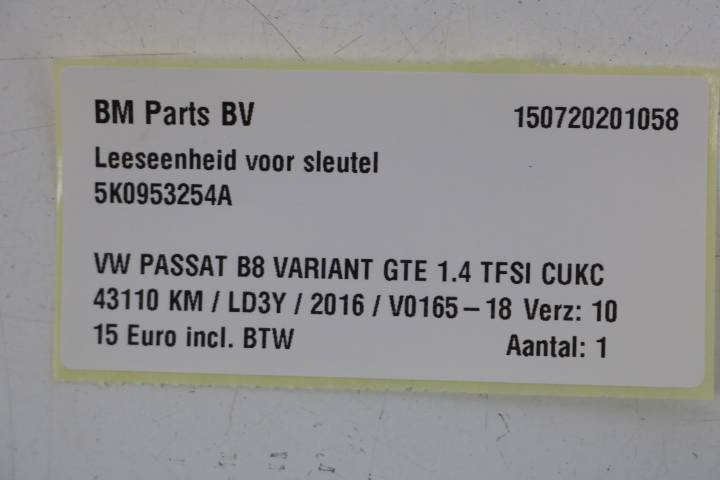 BM Parts BV 150720201058
Leeseenheid voor sleutel
5K0953254A
VW PASSAT B8 VARIANT GTE 1.4 TFSI CUKC
43110 KM / LD3Y / 2016 / V0165-18 Verz: 10
15 Euro incl. BTW Aantal: 1